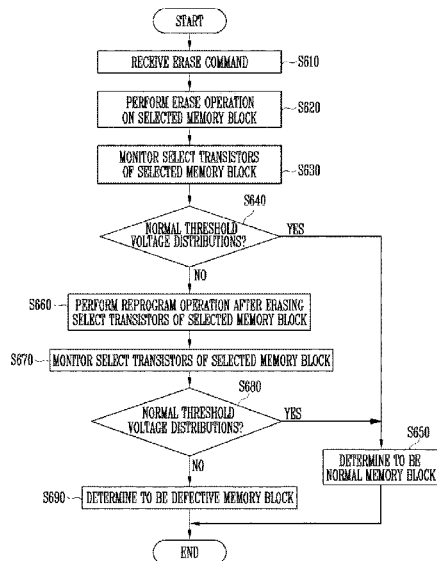 START
RECEIVE ERASE COMMAND
S610
PERFORM ERASE OPERATION
ON SELECTED MEMORY BLOCK
S620
MONITOR SELECT TRANSISTORS
OF SELECTED MEMORY BLOCK
S630
S640
NORMAL THRESHOLD
VOLTAGE DISTRIBUTIONS?
YES
NO
S660
PERFORM REPROGRAM OPERATION AFTER ERASING
SELECT TRANSISTORS OF SELECTED MEMORY BLOCK
S670
MONITOR SELECT TRANSISTORS OF SELECTED MEMORY BLOCK
S680
NORMAL THRESHOLD
VOLTAGE DISTRIBUTIONS?
YES
S650
DETERMINE TO BE
NORMAL MEMORY BLOCK
NO
S690
DETERMINE TO BE DEFECTIVE MEMORY BLOCK
END